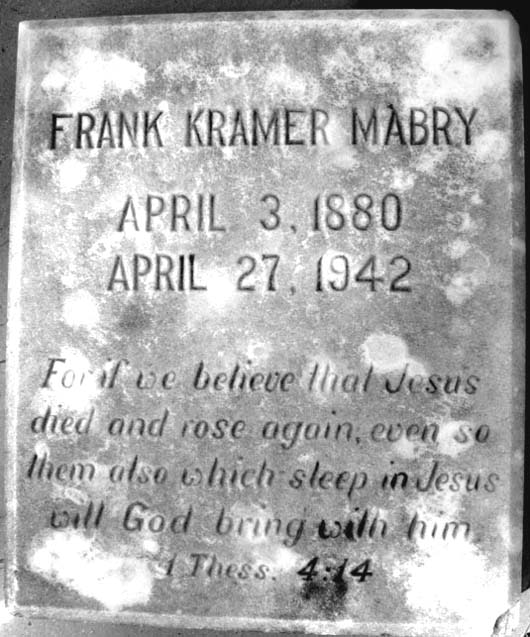 FRANK KRAMER MABRY
APRIL 3, 1880
APRIL 27, 1942
For if we believe that Jesus
died and rose again, even so
them also which sleep in Jesus
will God bring with him.
1 Thess. 4:14